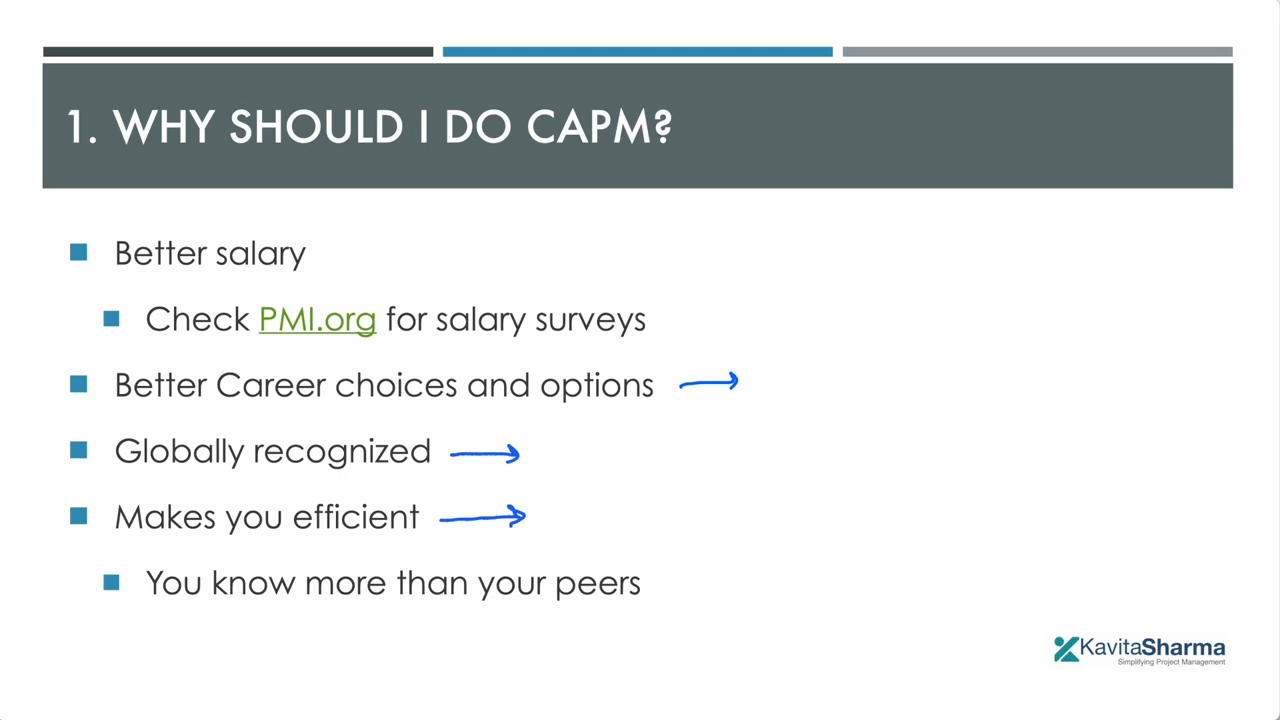 1. WHY SHOULD I DO CAPM?
Better salary
Check PMI.org for salary surveys
Better Career choices and options
Globally recognized
Makes you efficient
You know more than your peers
KavitaSharma
Simplifying Project Management